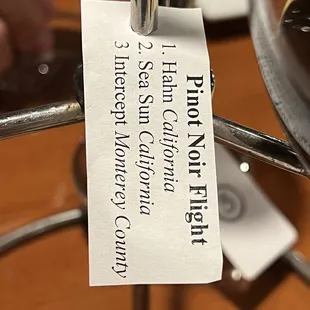 Pinot Noir Flight
1. Hahn California
2. Sea Sun California
3 Intercept Monterey County